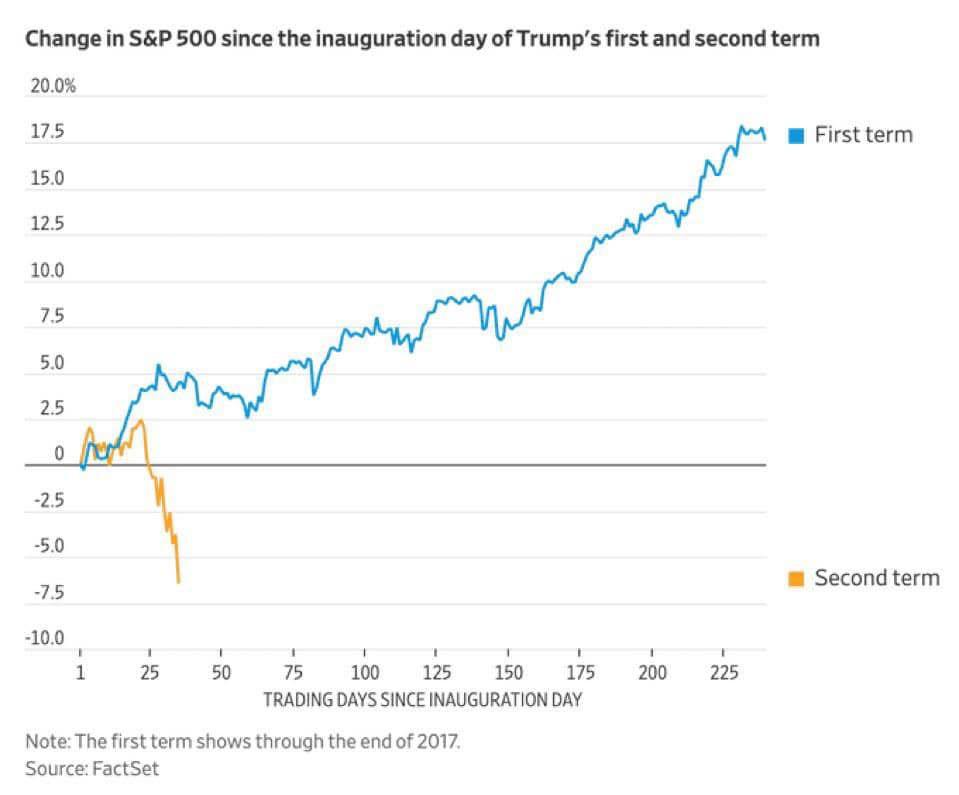 Change in S&P 500 since the inauguration day of Trump's first and second term
20.0%
17.5
15.0
12.5
10.0
7.5
5.0
2.5
0
-2.5
-5.0
-7.5
-10.0
First term
Second term
1 25 50 75 100 125 150 175 200 225
TRADING DAYS SINCE INAUGURATION DAY
Note: The first term shows through the end of 2017.
Source: FactSet